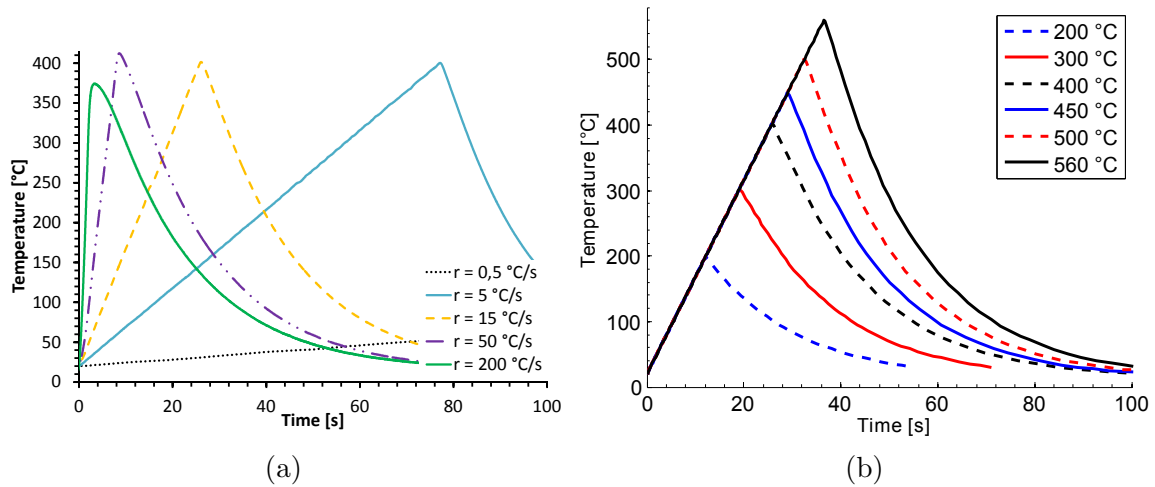 Temperature [°C]
400
350
300
250
200
150
100
50
0
0
20
40
60
80
100
Time [s]
r = 0,5 °C/s
r = 5 °C/s
r = 15 °C/s
r = 50 °C/s
r = 200 °C/s
(a)
Temperature [°C]
500
400
300
200
100
0
0
20
40
60
80
100
Time [s]
200 °C
300 °C
400 °C
450 °C
500 °C
560 °C
(b)